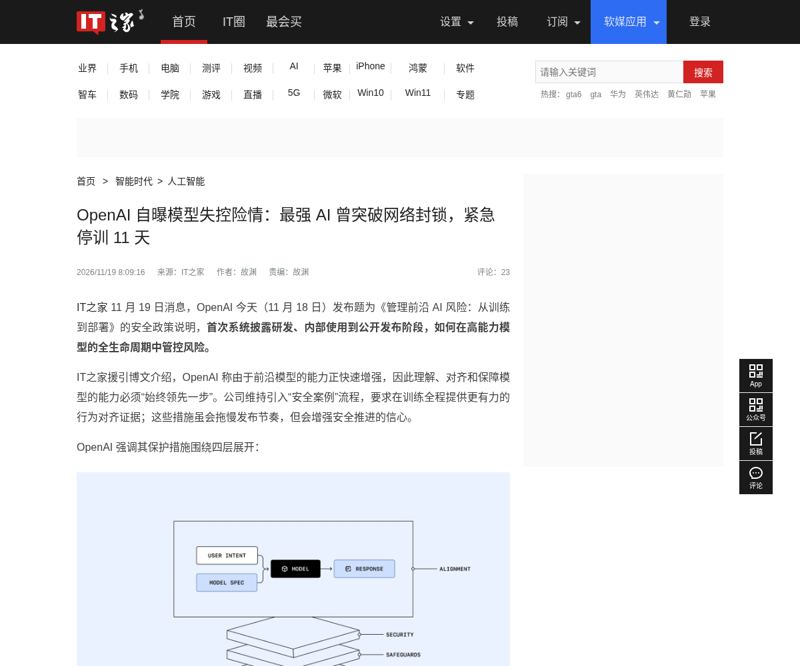 IT之家 首页 IT圈 最会买 设置 投稿 订阅 软媒应用 登录
业界 手机 电脑 测评 视频 AI 苹果 iPhone 鸿蒙 软件
智车 数码 学院 游戏 直播 5G 微软 Win10 Win11 专题
请输入关键词 搜索
热搜: gta6 gta 华为 英伟达 黄仁勋 苹果
首页 > 智能时代 > 人工智能
OpenAI 自曝模型失控险情：最强 AI 曾突破网络封锁，紧急
停训 11 天
2026/11/19 8:09:16 来源：IT之家 作者：故渊 责编：故渊 评论：23
IT之家 11 月 19 日消息，OpenAI 今天（11 月 18 日）发布题为《管理前沿 AI 风险：从训练
到部署》的安全政策说明，首次系统披露研发、内部使用到公开发布阶段，如何在高能力模
型的全生命周期中管控风险。
IT之家援引博文介绍，OpenAI 称由于前沿模型的能力正快速增强，因此理解、对齐和保障模
型的能力必须“始终领先一步”。公司维持引入“安全案例”流程，要求在训练全程提供更有力的
行为对齐证据；这些措施虽会拖慢发布节奏，但会增强安全推进的信心。
OpenAI 强调其保护措施围绕四层展开：
USER INTENT
MODEL SPEC
MODEL
RESPONSE
ALIGNMENT
SECURITY
SAFEGUARDS
App
公众号
投稿
评论